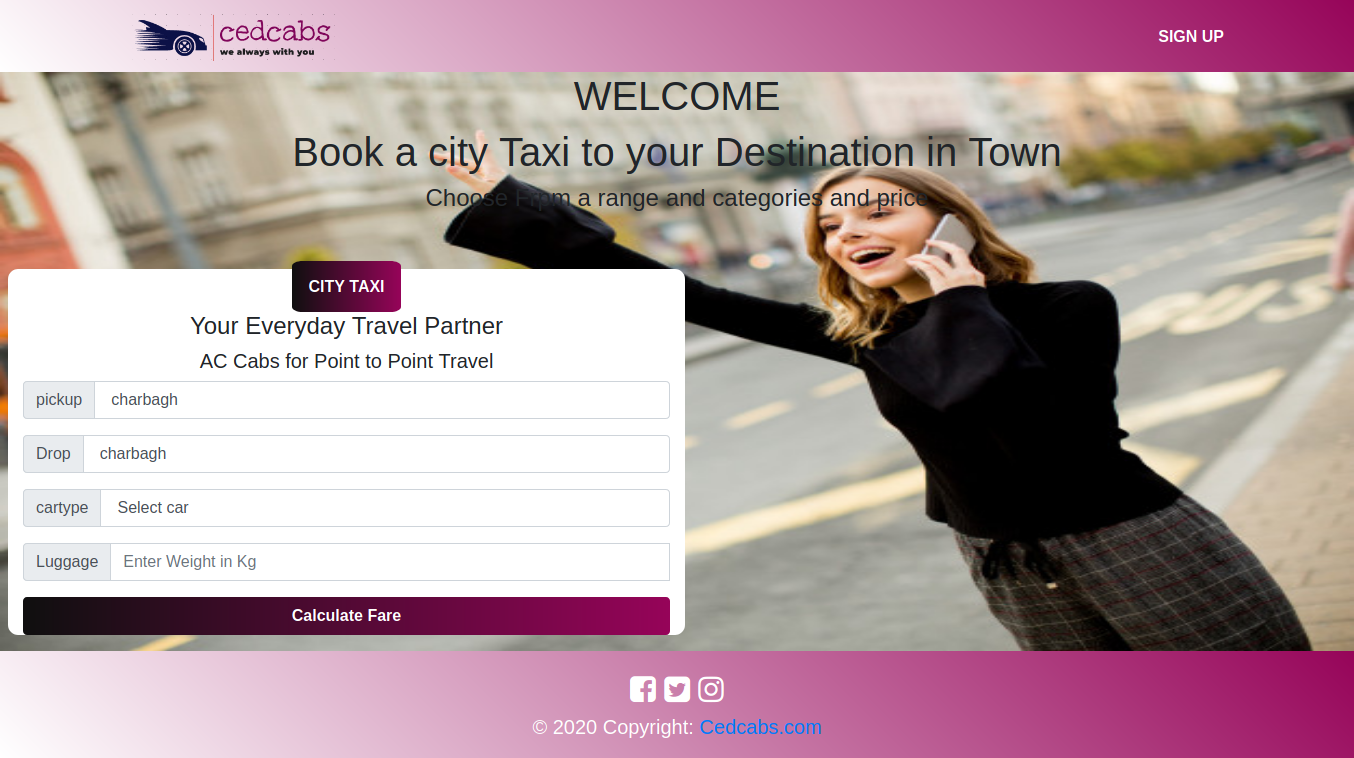 cedcabs
we always with you
SIGN UP
WELCOME
Book a city Taxi to your Destination in Town
Choose From a range and categories and price
CITY TAXI
Your Everyday Travel Partner
AC Cabs for Point to Point Travel
pickup charbagh
Drop charbagh
cartype Select car
Luggage Enter Weight in Kg
Calculate Fare
© 2020 Copyright: Cedcabs.com